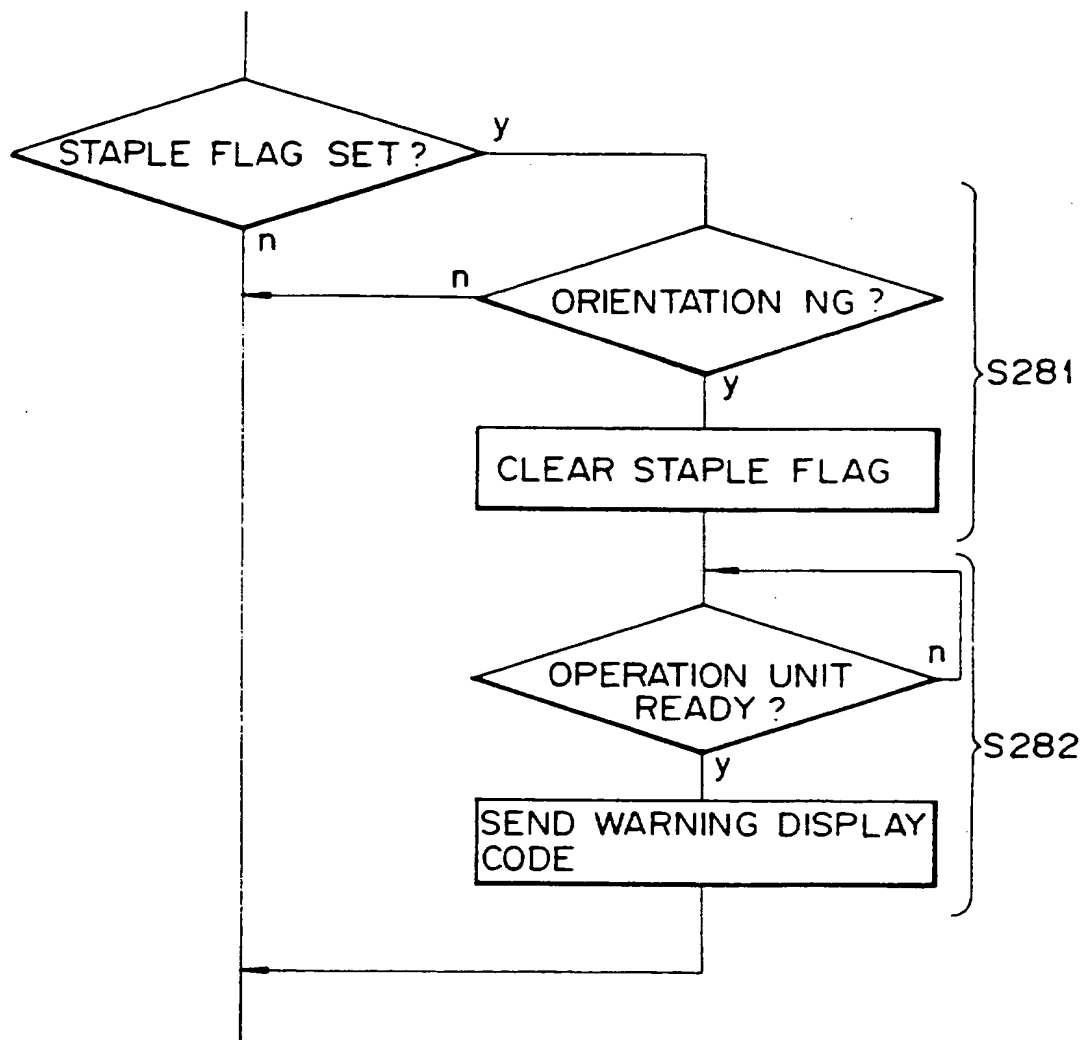 STAPLE FLAG SET?
y
n
n
ORIENTATION NG?
y
S281
CLEAR STAPLE FLAG
OPERATION UNIT
READY?
n
y
S282
SEND WARNING DISPLAY
CODE